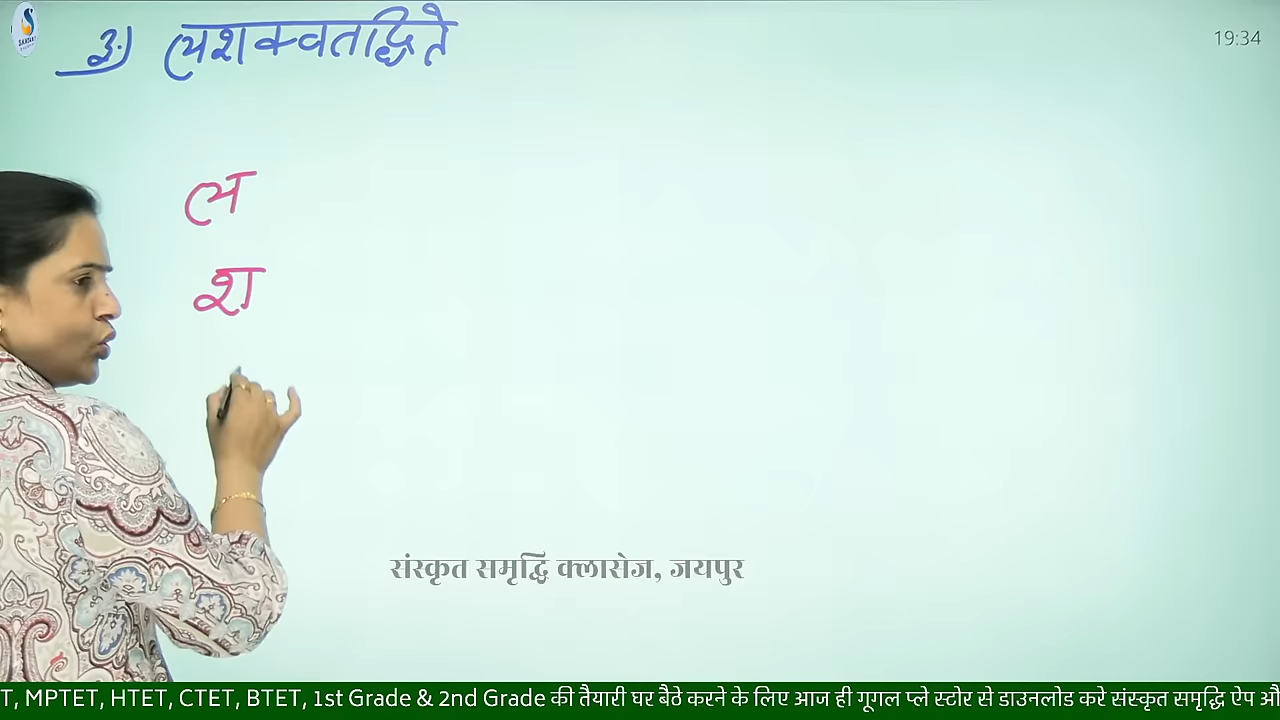 ३) लशक्वतद्धिते
19:34
ल
श
संस्कृत समृद्धि क्लासेज, जयपुर
T, MPTET, HTET, CTET, BTET, 1st Grade & 2nd Grade की तैयारी घर बैठे करने के लिए आज ही गूगल प्ले स्टोर से डाउनलोड करे संस्कृत समृद्धि ऐप औ